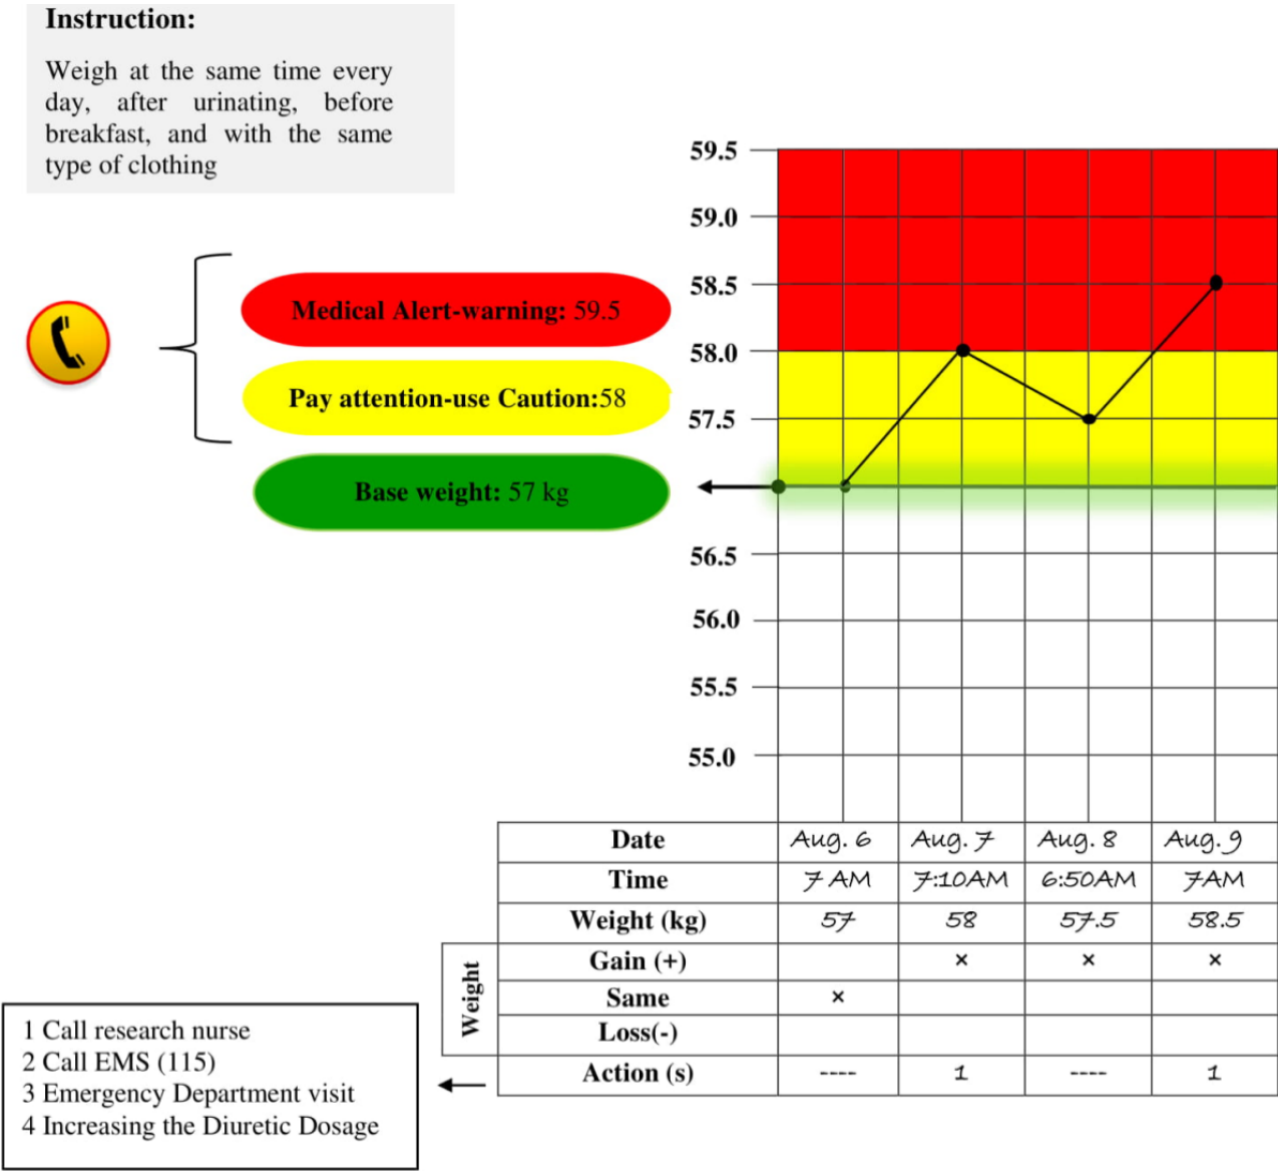 Instruction:
Weigh at the same time every
day, after urinating, before
breakfast, and with the same
type of clothing
Medical Alert-warning: 59.5
Pay attention-use Caution:58
Base weight: 57 kg
59.5
59.0
58.5
58.0
57.5
56.5
56.0
55.5
55.0
Date Aug. 6 Aug. 7 Aug. 8 Aug. 9
Time 7 AM 7:10AM 6:50AM 7AM
Weight (kg) 57 58 57.5 58.5
Weight
Gain (+) × × ×
Same ×
Loss(-)
Action (s) ---- 1 ---- 1
1 Call research nurse
2 Call EMS (115)
3 Emergency Department visit
4 Increasing the Diuretic Dosage